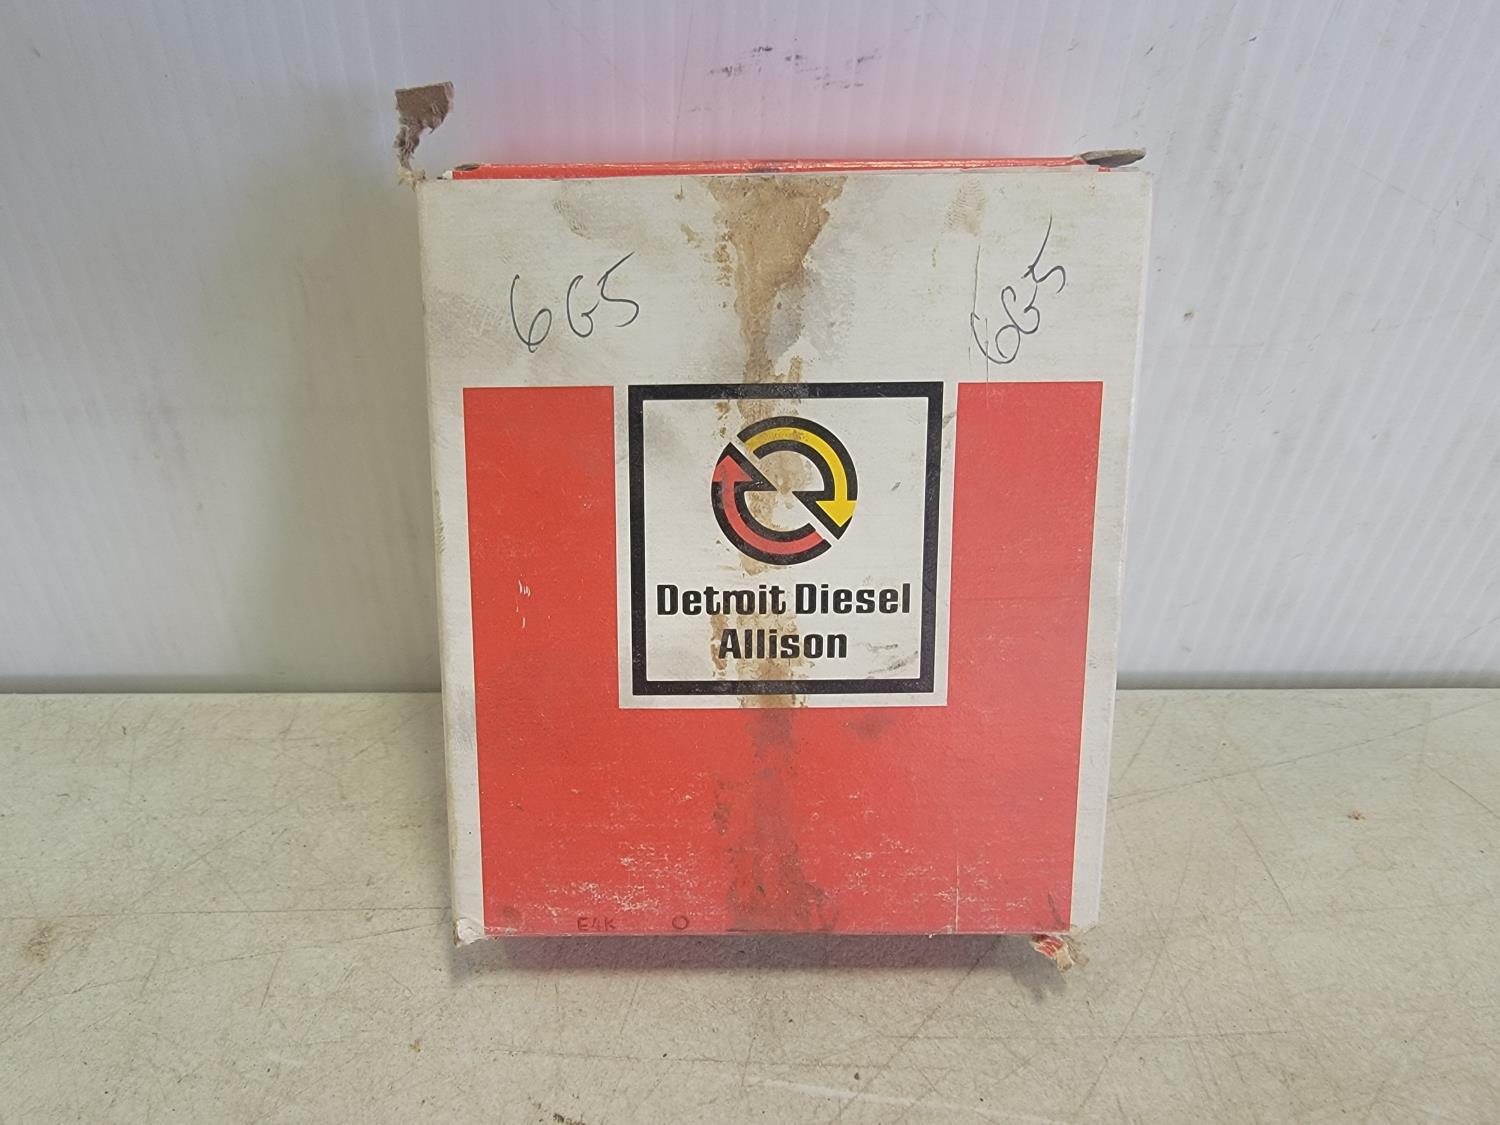 6G5
6G5
Detroit Diesel
Allison
E4K O